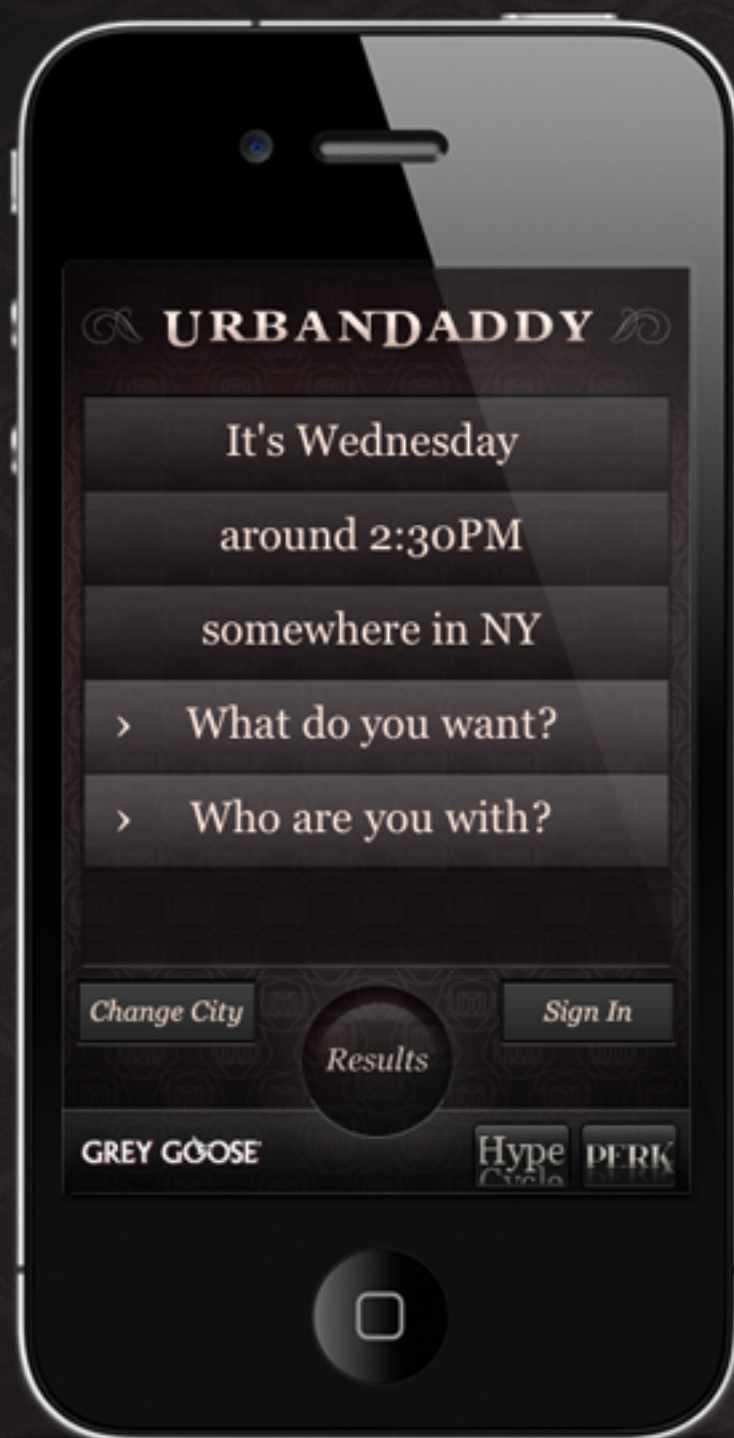 URBANDADDY
It's Wednesday
around 2:30PM
somewhere in NY
› What do you want?
› Who are you with?
Change City
Sign In
Results
GREY GOOSE
Hype
Cycle
PERK